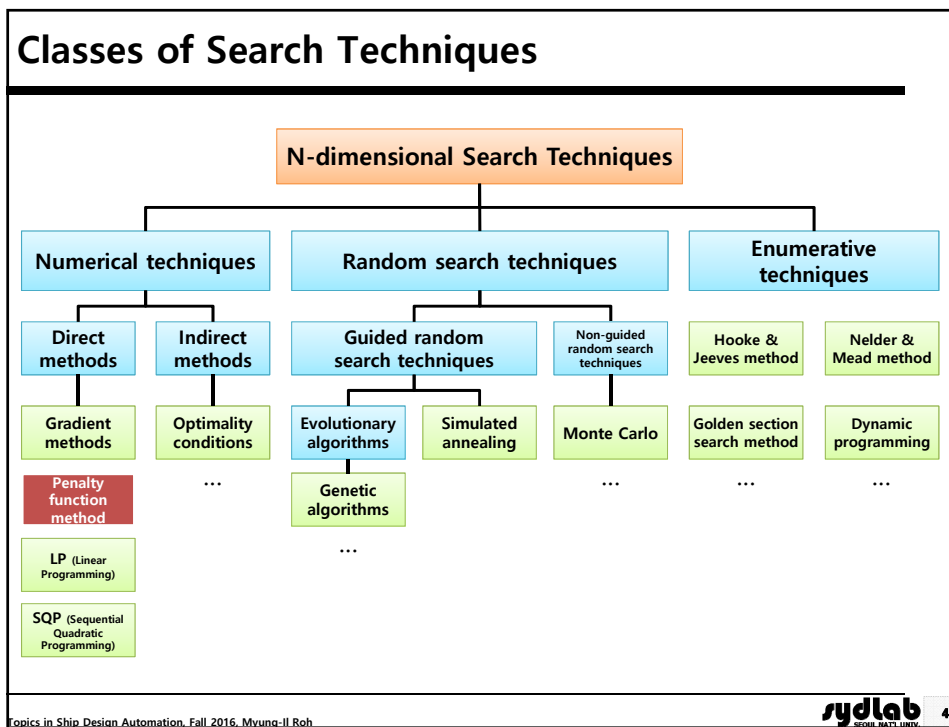 Classes of Search Techniques
N-dimensional Search Techniques
Numerical techniques
Random search techniques
Enumerative
techniques
Direct
methods
Indirect
methods
Guided random
search techniques
Non-guided
random search
techniques
Hooke &
Jeeves method
Nelder &
Mead method
Gradient
methods
Optimality
conditions
Evolutionary
algorithms
Simulated
annealing
Monte Carlo
Golden section
search method
Dynamic
programming
Penalty
function
method
...
Genetic
algorithms
...
...
...
...
LP (Linear
Programming)
SQP (Sequential
Quadratic
Programming)
Topics in Ship Design Automation, Fall 2016, Myung-Il Roh
sydlab
SEOUL NAT'L UNIV.
4